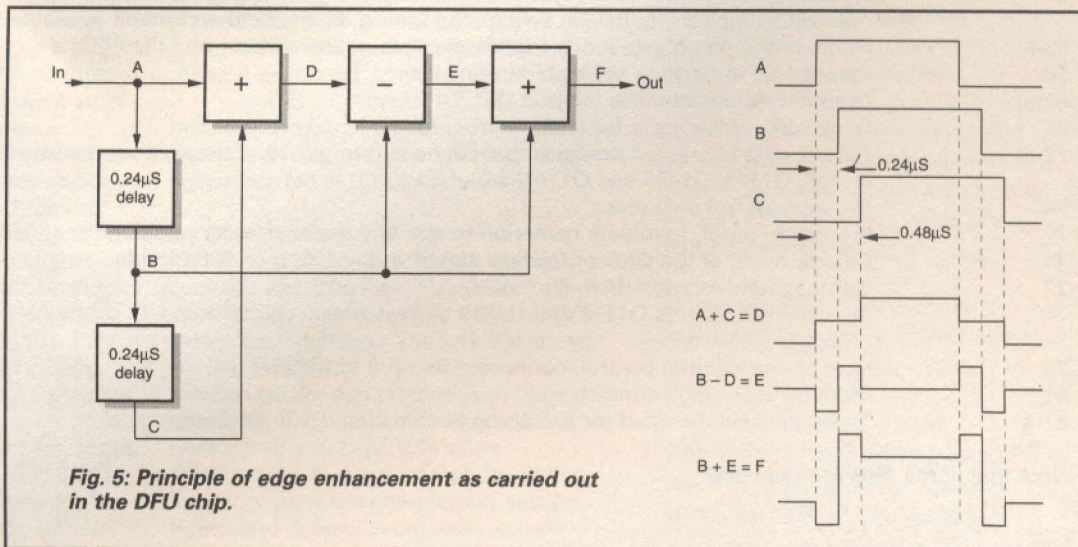 In
A
+
D
−
E
+
F
Out
0.24µS
delay
B
0.24µS
delay
C
Fig. 5: Principle of edge enhancement as carried out
in the DFU chip.
A
B
0.24µS
C
0.48µS
A + C = D
B − D = E
B + E = F